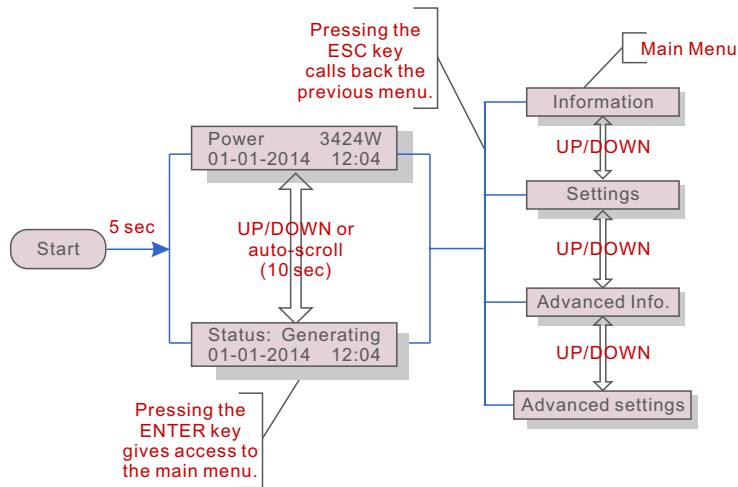 Pressing the
ESC key
calls back the
previous menu.
Main Menu
Information
UP/DOWN
Settings
UP/DOWN
Advanced Info.
UP/DOWN
Advanced settings
Power 3424W
01-01-2014 12:04
UP/DOWN or
auto-scroll
(10 sec)
Status: Generating
01-01-2014 12:04
Start
5 sec
Pressing the
ENTER key
gives access to
the main menu.